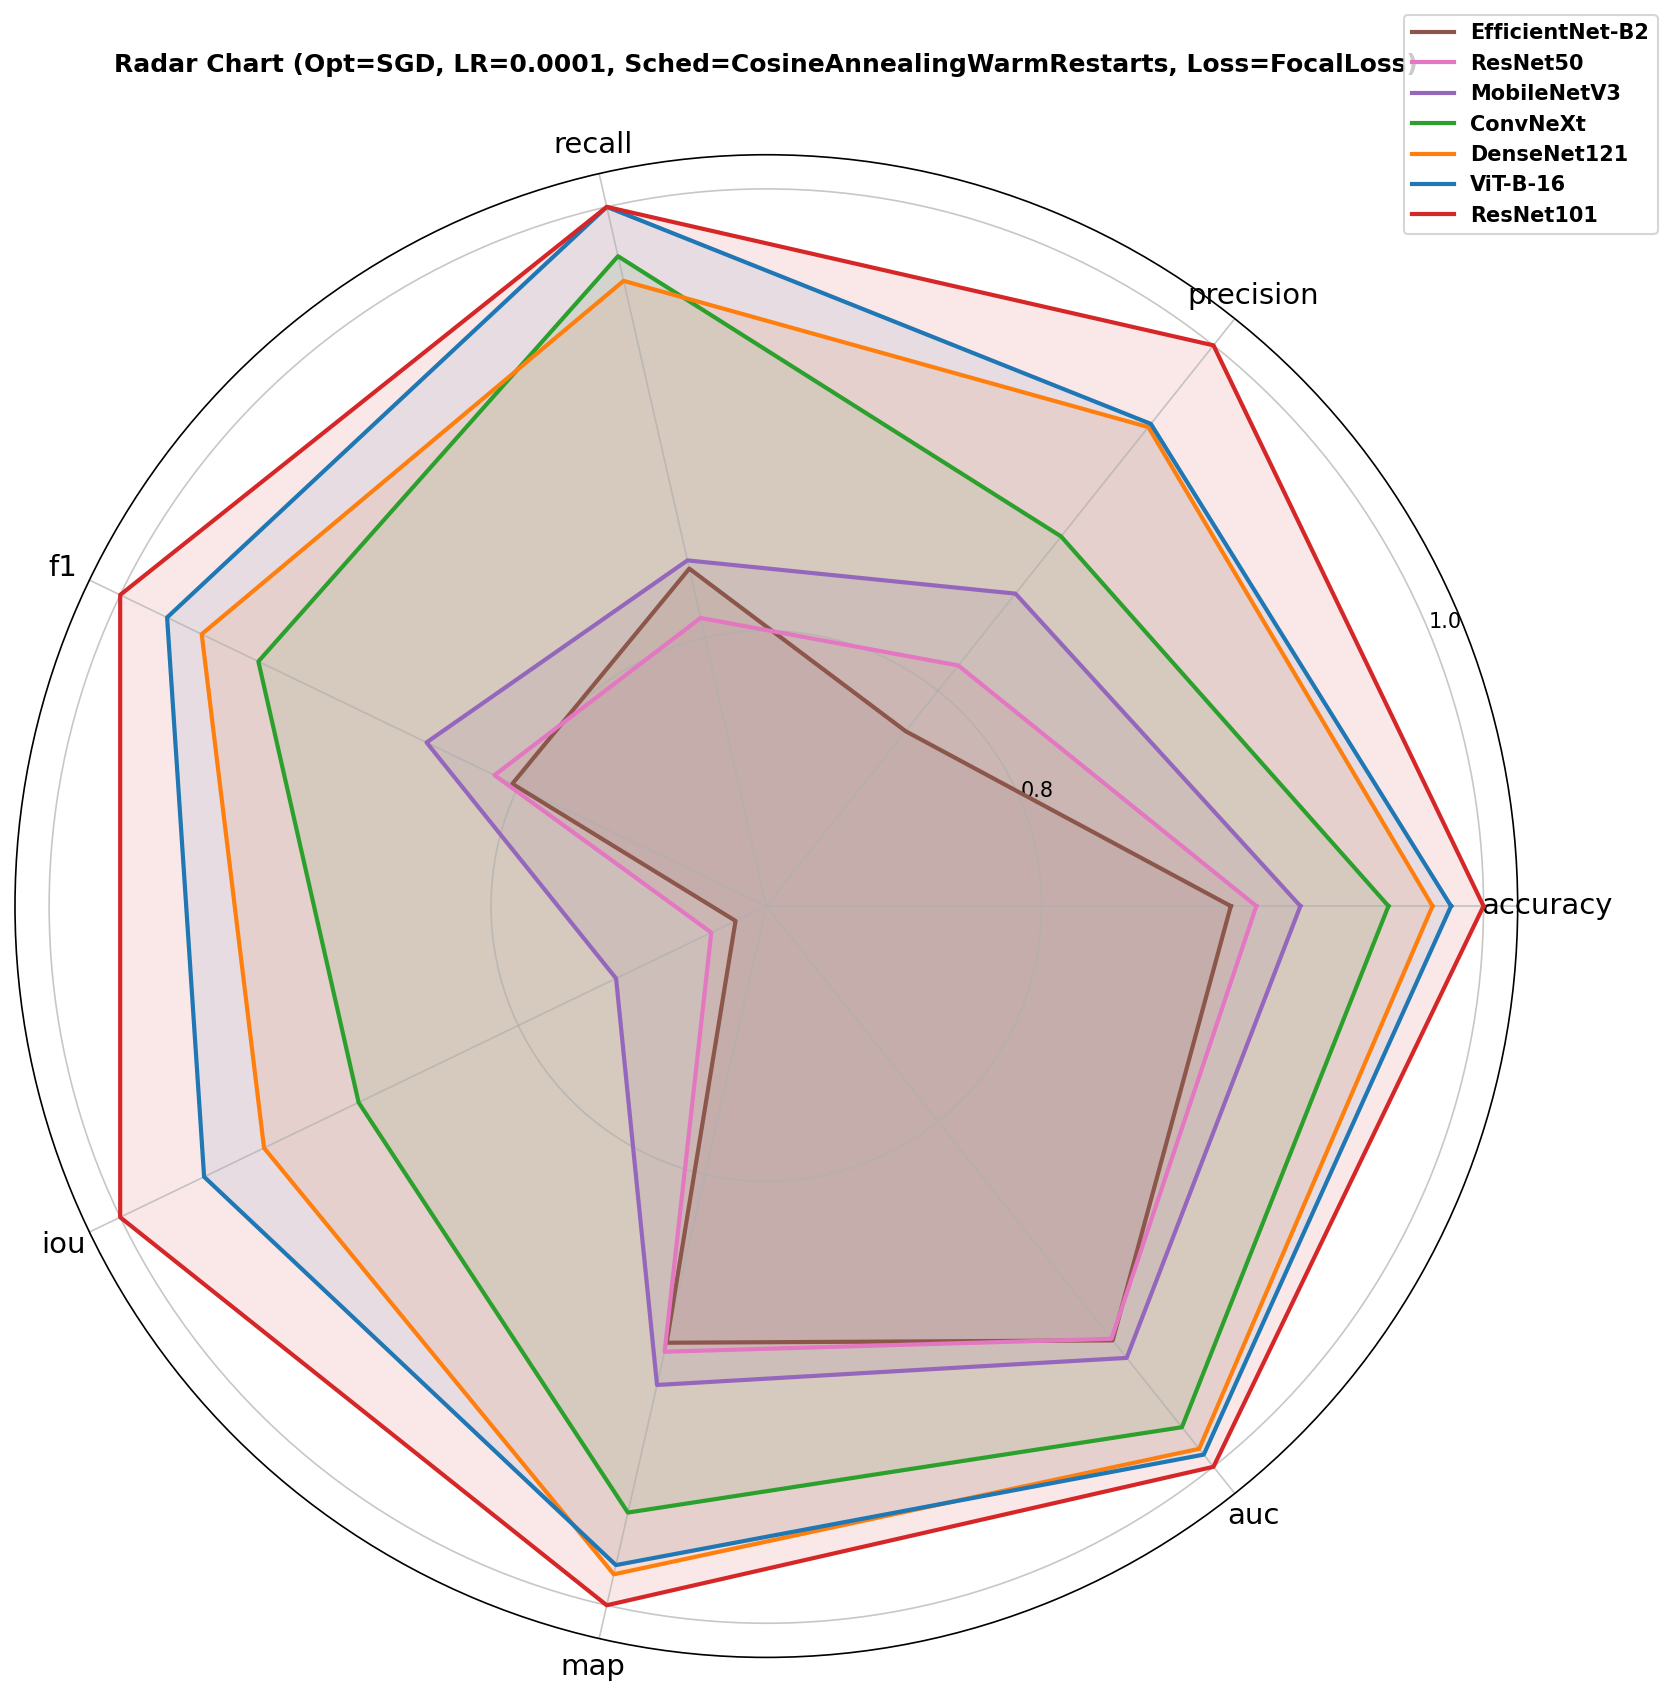 Radar Chart (Opt=SGD, LR=0.0001, Sched=CosineAnnealingWarmRestarts, Loss=FocalLoss)
EfficientNet-B2
ResNet50
MobileNetV3
ConvNeXt
DenseNet121
ViT-B-16
ResNet101
recall
precision
f1
1.0
0.8
accuracy
iou
auc
map